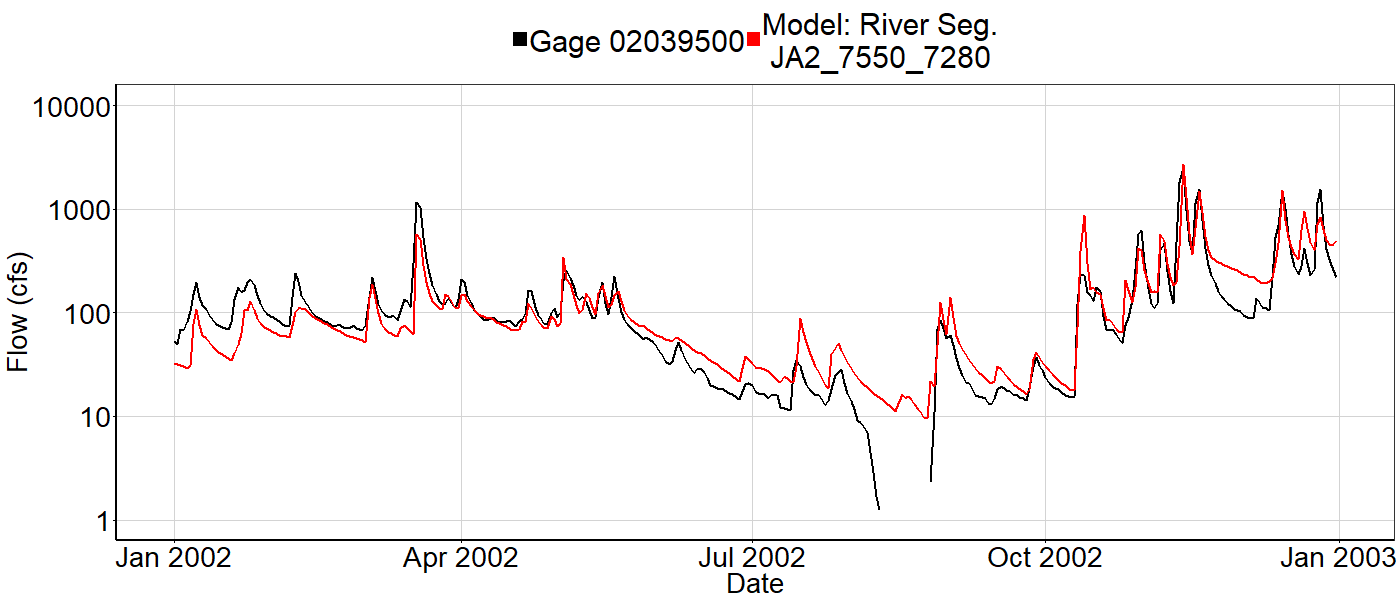 Gage 02039500
Model: River Seg.
JA2_7550_7280
Flow (cfs)
10000
1000
100
10
1
Jan 2002
Apr 2002
Jul 2002
Oct 2002
Jan 2003
Date